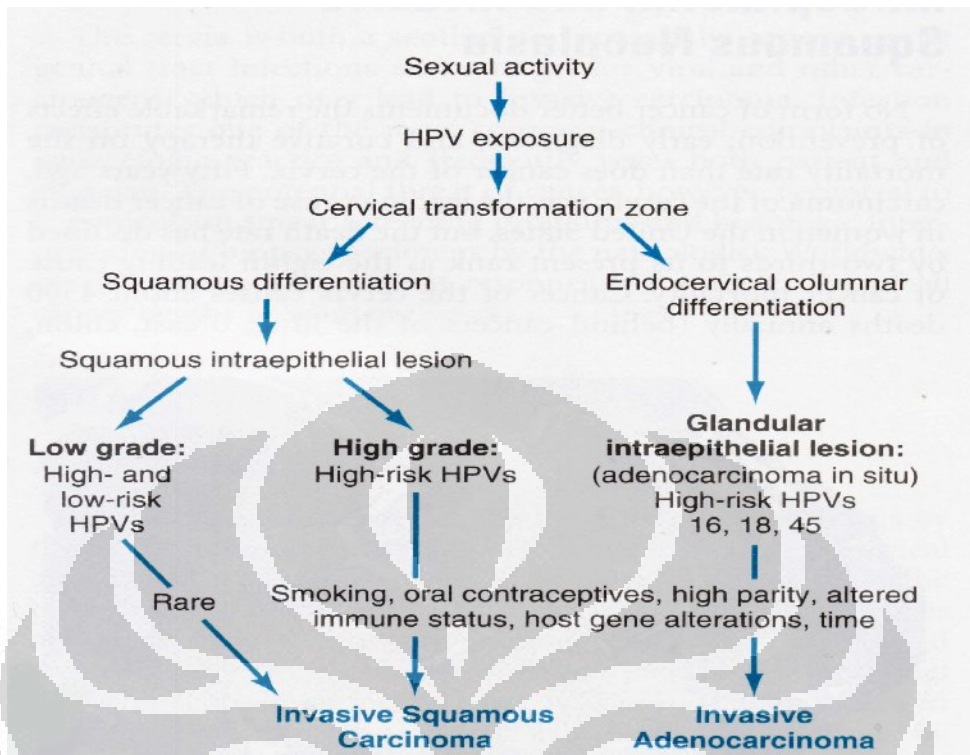 Sexual activity
HPV exposure
Cervical transformation zone
Squamous differentiation
Endocervical columnar
differentiation
Squamous intraepithelial lesion
Low grade:
High- and
low-risk
HPVs
High grade:
High-risk HPVs
Glandular
intraepithelial lesion:
(adenocarcinoma in situ)
High-risk HPVs
16, 18, 45
Rare
Smoking, oral contraceptives, high parity, altered
immune status, host gene alterations, time
Invasive Squamous
Carcinoma
Invasive
Adenocarcinoma